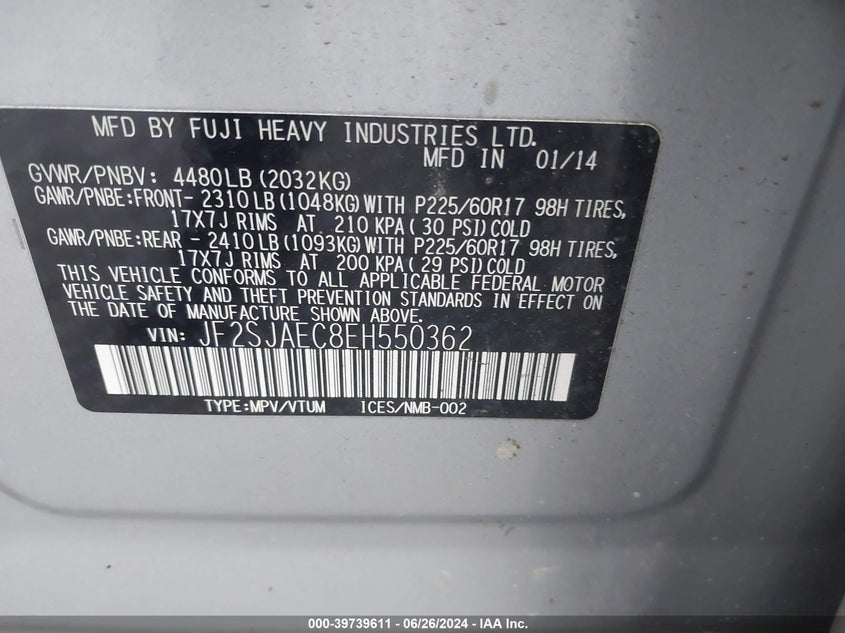 MFD BY FUJI HEAVY INDUSTRIES LTD.
MFD IN 01/14
GVWR/PNBV: 4480LB (2032KG)
GAWR/PNBE:FRONT- 2310LB (1048KG) WITH P225/60R17 98H TIRES,
17X7J RIMS AT 210 KPA (30 PSI) COLD
GAWR/PNBE:REAR - 2410LB (1093KG) WITH P225/60R17 98H TIRES,
17X7J RIMS AT 200 KPA (29 PSI) COLD
THIS VEHICLE CONFORMS TO ALL APPLICABLE FEDERAL MOTOR
VEHICLE SAFETY AND THEFT PREVENTION STANDARDS IN EFFECT ON
THE DATE OF MANUFACTURE SHOWN ABOVE.
VIN: JF2SJAEC8EH550362
TYPE:MPV/VTUM ICES/NMB-002
000-39739611 / 06/26/2024 / IAA Inc.